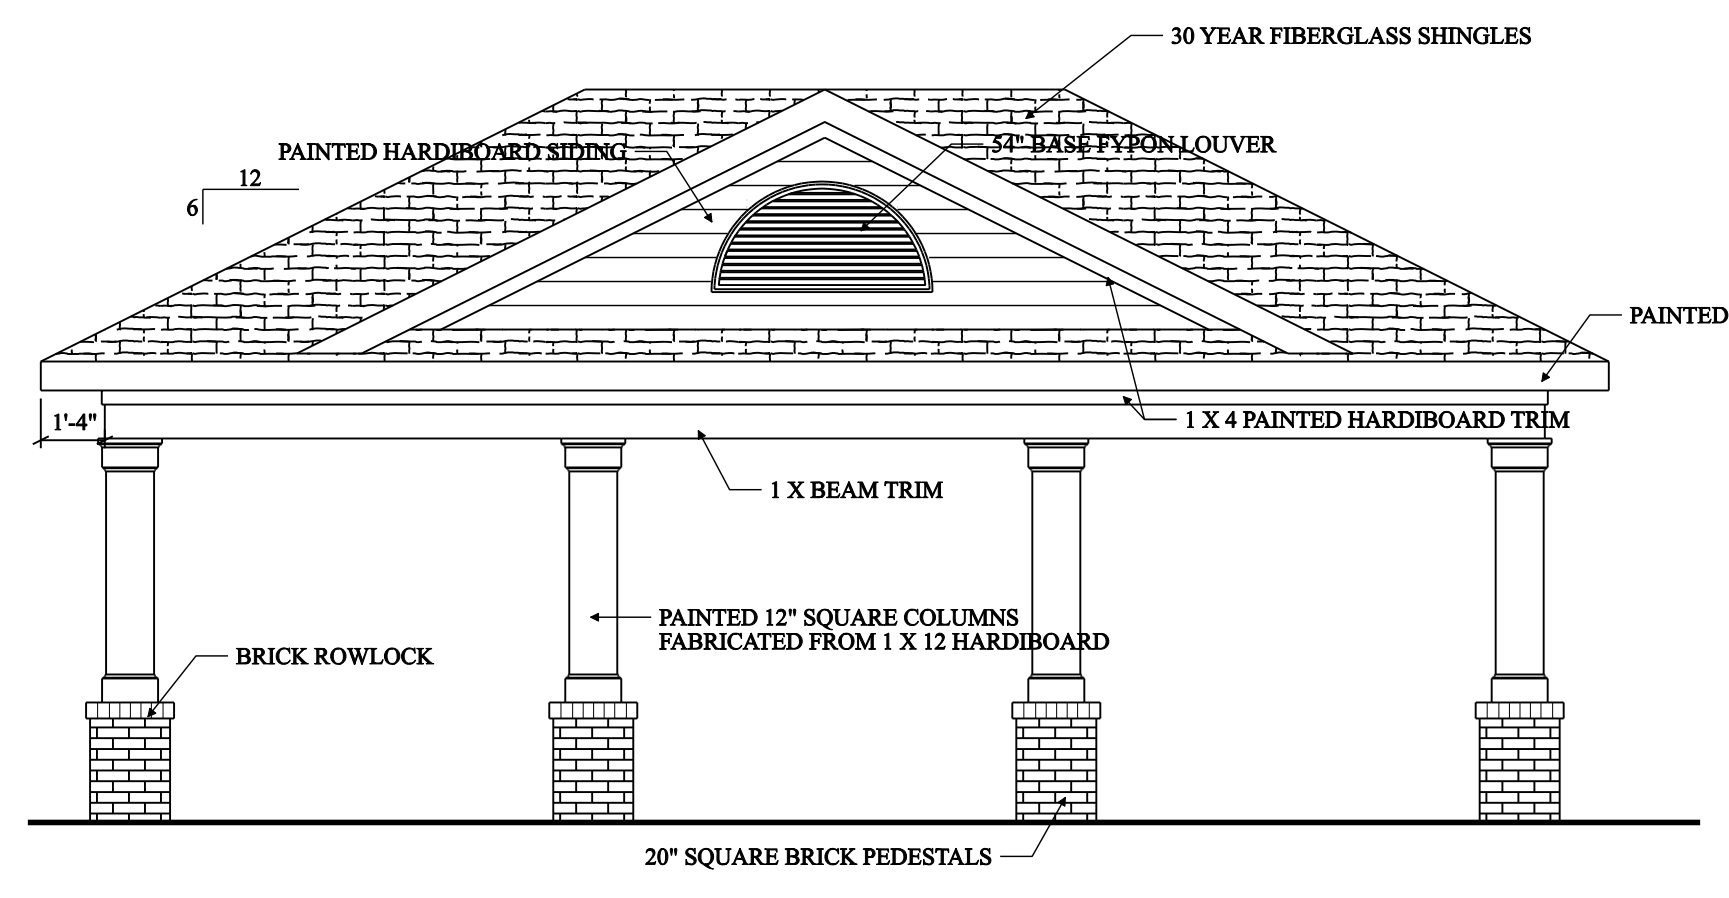 30 YEAR FIBERGLASS SHINGLES
54" BASE FYPON LOUVER
PAINTED HARDIBOARD SIDING
12
6
PAINTED
1'-4"
1 X 4 PAINTED HARDIBOARD TRIM
1 X BEAM TRIM
PAINTED 12" SQUARE COLUMNS
FABRICATED FROM 1 X 12 HARDIBOARD
BRICK ROWLOCK
20" SQUARE BRICK PEDESTALS